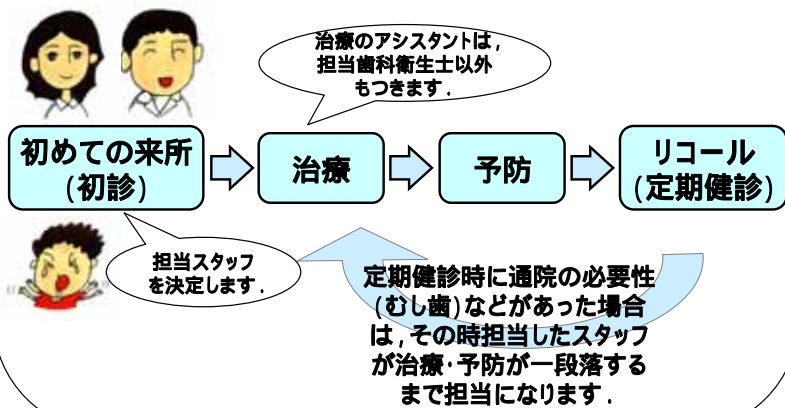 治療のアシスタントは,
担当歯科衛生士以外
もつきます.
初めての来所
(初診)
治療
予防
リコール
(定期健診)
担当スタッフ
を決定します.
定期健診時に通院の必要性
(むし歯)などがあった場合
は,その時担当したスタッフ
が治療・予防が一段落する
まで担当になります.